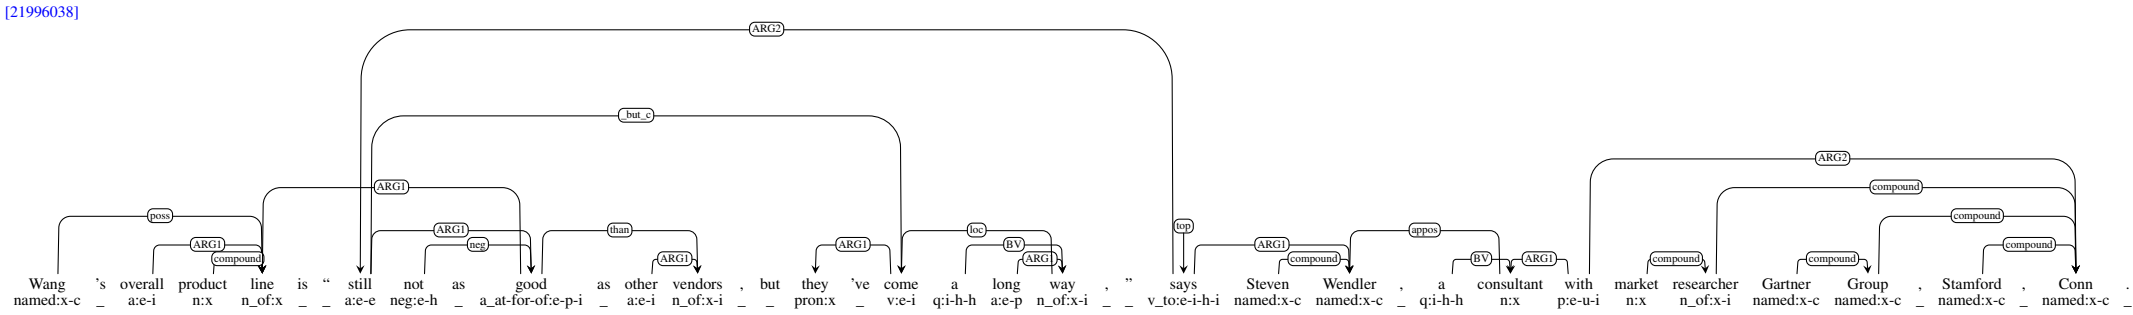 [21996038]
ARG2
_but_c
ARG2
ARG1 compound
poss ARG1 than loc top appos compound
ARG1 neg ARG1 BV ARG1 compound
compound ARG1 ARG1 compound BV ARG1 compound compound
Wang 's overall product line is “ still not as good as other vendors , but they 've come a long way , ” says Steven Wendler , a consultant with market researcher Gartner Group , Stamford , Conn .
named:x-c _ a:e-i n:x n_of:x _ _ a:e-e neg:e-h _ a_at-for-of:e-p-i _ a:e-i n_of:x-i _ _ pron:x _ v:e-i q:i-h-h a:e-p n_of:x-i _ _ v_to:e-i-h-i named:x-c named:x-c _ q:i-h-h n:x p:e-u-i n:x n_of:x-i named:x-c named:x-c _ named:x-c _ named:x-c _